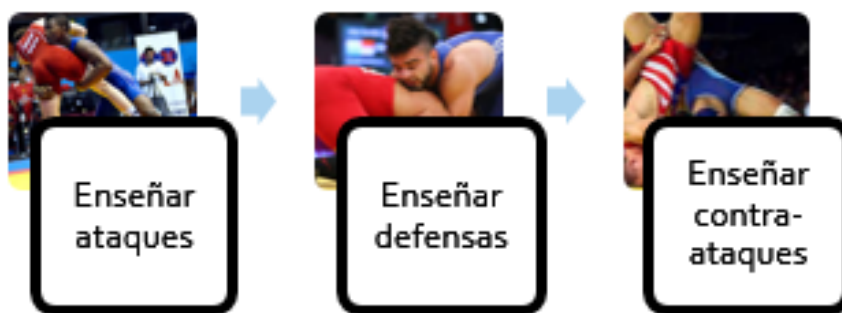 Enseñar
ataques
Enseñar
defensas
Enseñar
contra-
ataques